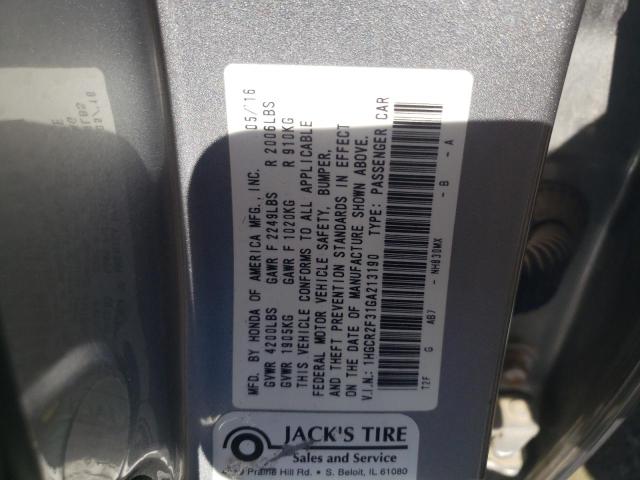 MFD. BY HONDA OF AMERICA MFG., INC. 05/16
GVWR 4200LBS GAWR F 2249LBS R 2006LBS
GVWR 1905KG GAWR F 1020KG R 910KG
THIS VEHICLE CONFORMS TO ALL APPLICABLE
FEDERAL MOTOR VEHICLE SAFETY, BUMPER,
AND THEFT PREVENTION STANDARDS IN EFFECT
ON THE DATE OF MANUFACTURE SHOWN ABOVE.
V.I.N.: 1HGCR2F31GA213190 TYPE: PASSENGER CAR
T2F G AB7 - NH830MX - B - A
JACK'S TIRE
Sales and Service
Prairie Hill Rd. • S. Beloit, IL 61080